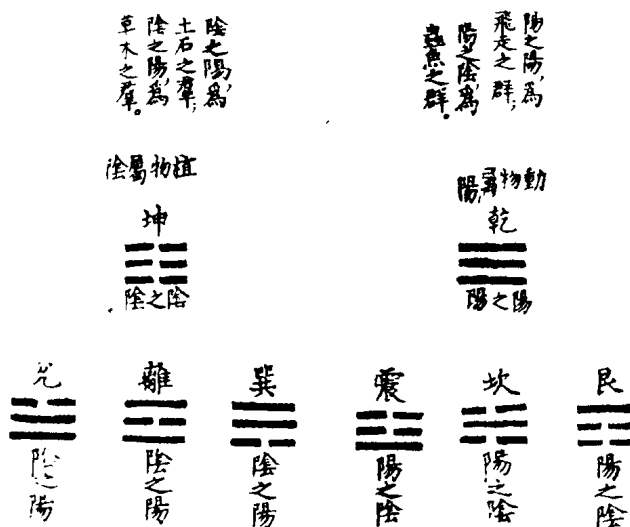 陽之陽,為
飛走之群;
陽之陰,為
蟲魚之群。
陰之陽,為
土石之羣;
陰之陽,為
草木之羣。
動物屬陽
乾
陽之陽
植物屬陰
坤
陰之陰
艮
陽之陰
坎
陽之陰
震
陽之陰
巽
陰之陽
離
陰之陽
兌
陰之陽